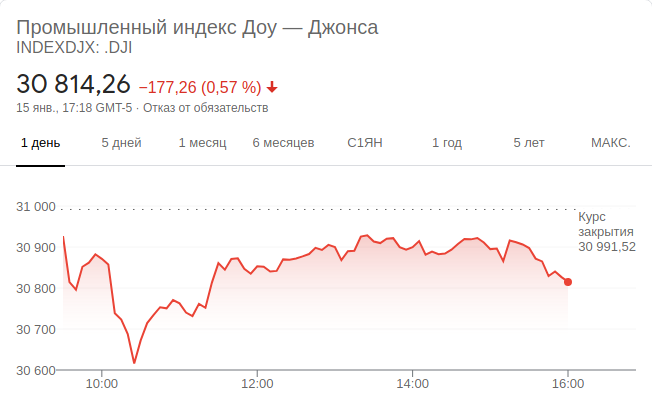 Промышленный индекс Доу — Джонса
INDEXDJX: .DJI
30 814,26 −177,26 (0,57 %)
15 янв., 17:18 GMT-5 · Отказ от обязательств
1 день 5 дней 1 месяц 6 месяцев С1ЯН 1 год 5 лет МАКС.
31 000
Курс
закрытия
30 991,52
30 900
30 800
30 700
30 600
10:00 12:00 14:00 16:00